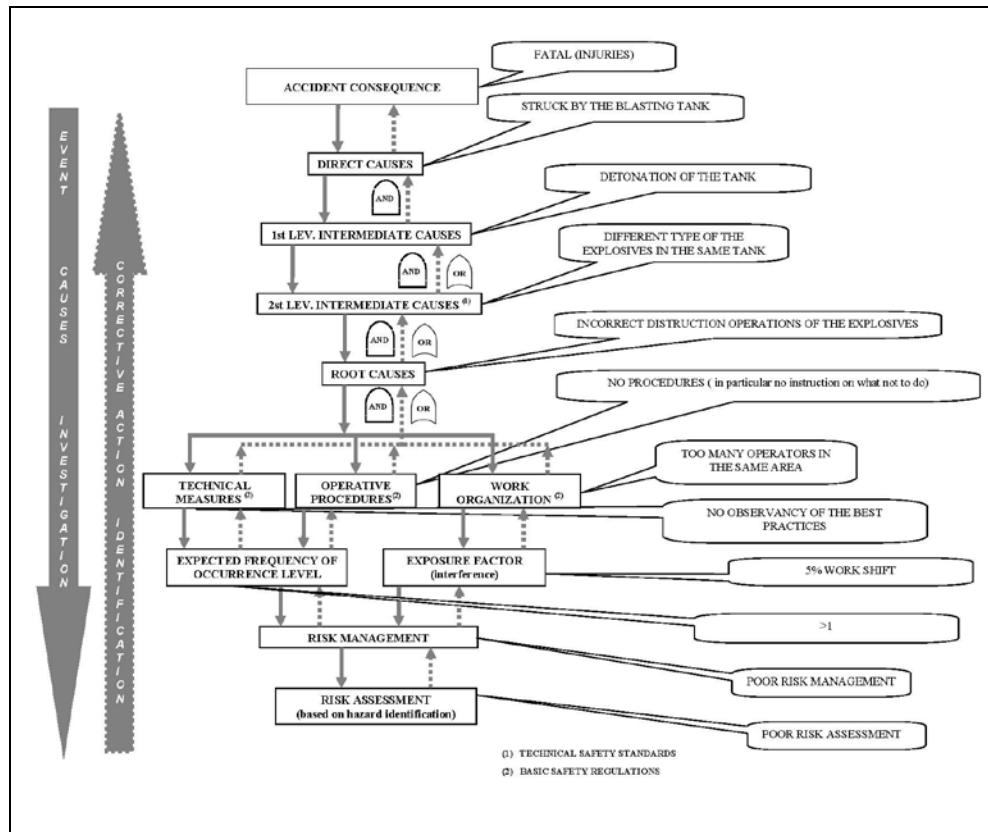 FATAL (INJURIES)
ACCIDENT CONSEQUENCE
STRUCK BY THE BLASTING TANK
DIRECT CAUSES
DETONATION OF THE TANK
AND
1st LEV. INTERMEDIATE CAUSES
DIFFERENT TYPE OF THE
EXPLOSIVES IN THE SAME TANK
AND
OR
2st LEV. INTERMEDIATE CAUSES (1)
INCORRECT DISTRUCTION OPERATIONS OF THE EXPLOSIVES
AND
OR
ROOT CAUSES
NO PROCEDURES ( in particular no instruction on what not to do)
AND
OR
TOO MANY OPERATORS IN
THE SAME AREA
TECHNICAL
MEASURES (2)
OPERATIVE
PROCEDURES (2)
WORK
ORGANIZATION (2)
NO OBSERVANCY OF THE BEST
PRACTICES
EXPECTED FREQUENCY OF
OCCURRENCE LEVEL
EXPOSURE FACTOR
(interference)
5% WORK SHIFT
>1
RISK MANAGEMENT
POOR RISK MANAGEMENT
RISK ASSESSMENT
(based on hazard identification)
POOR RISK ASSESSMENT
(1) TECHNICAL SAFETY STANDARDS
(2) BASIC SAFETY REGULATIONS
EVENT CAUSES INVESTIGATION
CORRECTIVE ACTION IDENTIFICATION